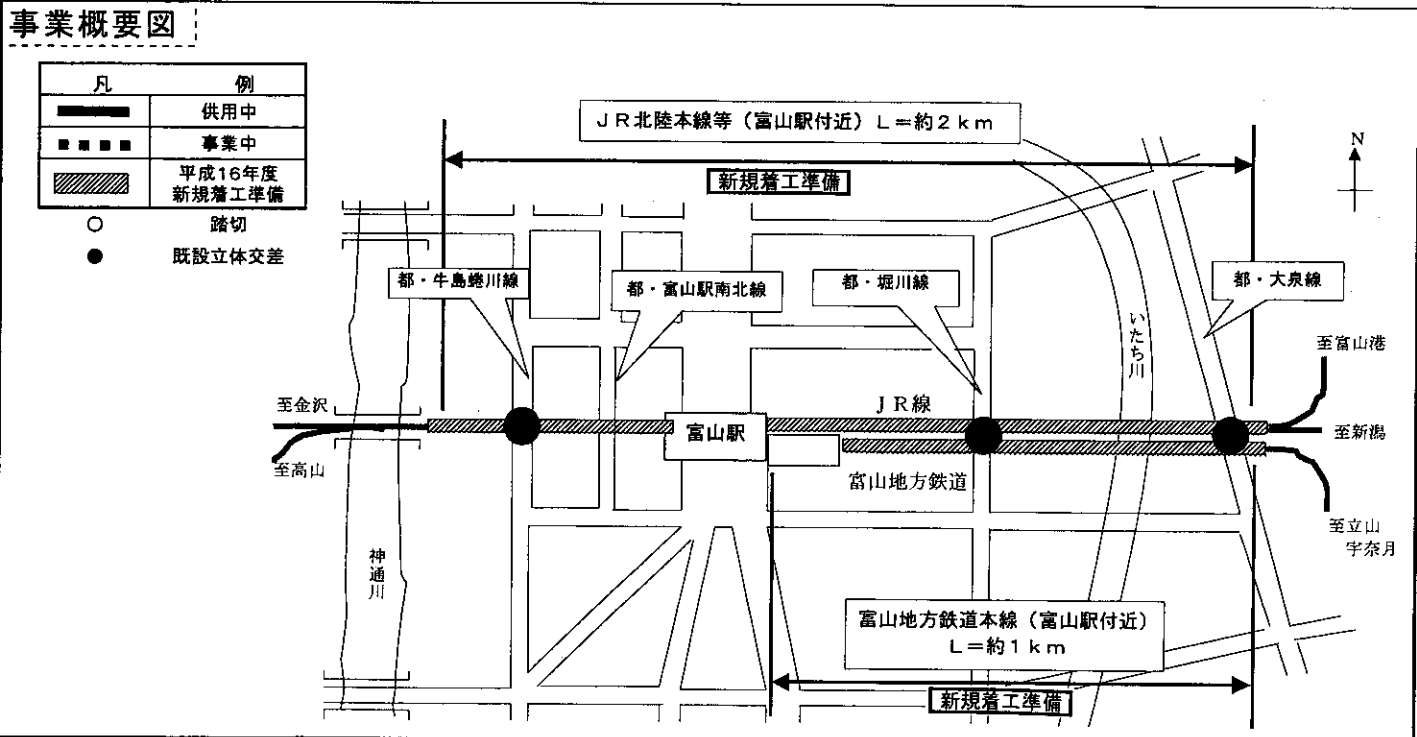 事業概要図
凡 例
供用中
事業中
平成16年度
新規着工準備
踏切
既設立体交差
JR北陸本線等（富山駅付近）L=約2km
新規着工準備
N
都・牛島蜷川線
都・富山駅南北線
都・堀川線
都・大泉線
いたち川
至富山港
至金沢
JR線
富山駅
至新潟
至高山
富山地方鉄道
至立山
宇奈月
神通川
富山地方鉄道本線（富山駅付近）
L=約1km
新規着工準備